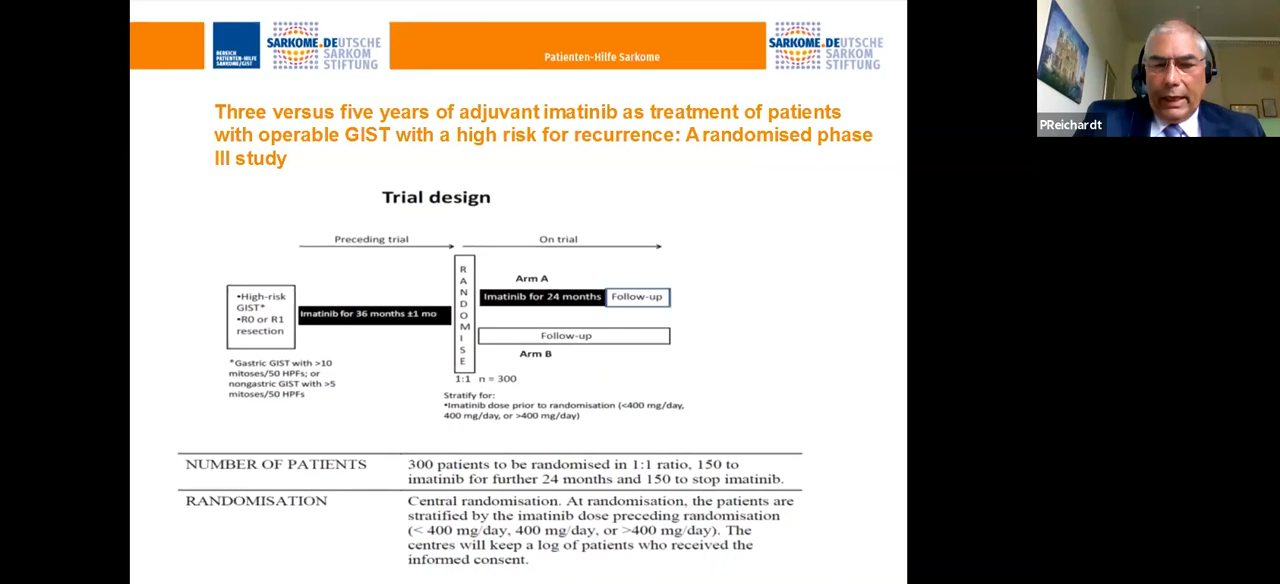 BEREICH
PATIENTEN-HILFE
SARKOME/GIST
SARKOME.DEUTSCHE
SARKOM
STIFTUNG
Patienten-Hilfe Sarkome
SARKOME.DEUTSCHE
SARKOM
STIFTUNG
PReichardt
Three versus five years of adjuvant imatinib as treatment of patients
with operable GIST with a high risk for recurrence: A randomised phase
III study
Trial design
Preceding trial
On trial
•High-risk
GIST*
•R0 or R1
resection
Imatinib for 36 months ±1 mo
RANDOMISE
Arm A
Imatinib for 24 months
Follow-up
Follow-up
Arm B
*Gastric GIST with >10
mitoses/50 HPFs; or
nongastric GIST with >5
mitoses/50 HPFs
1:1 n = 300
Stratify for:
•Imatinib dose prior to randomisation (<400 mg/day,
400 mg/day, or >400 mg/day)
NUMBER OF PATIENTS
300 patients to be randomised in 1:1 ratio, 150 to
imatinib for further 24 months and 150 to stop imatinib.
RANDOMISATION
Central randomisation. At randomisation, the patients are
stratified by the imatinib dose preceding randomisation
(< 400 mg/day, 400 mg/day, or >400 mg/day). The
centres will keep a log of patients who received the
informed consent.